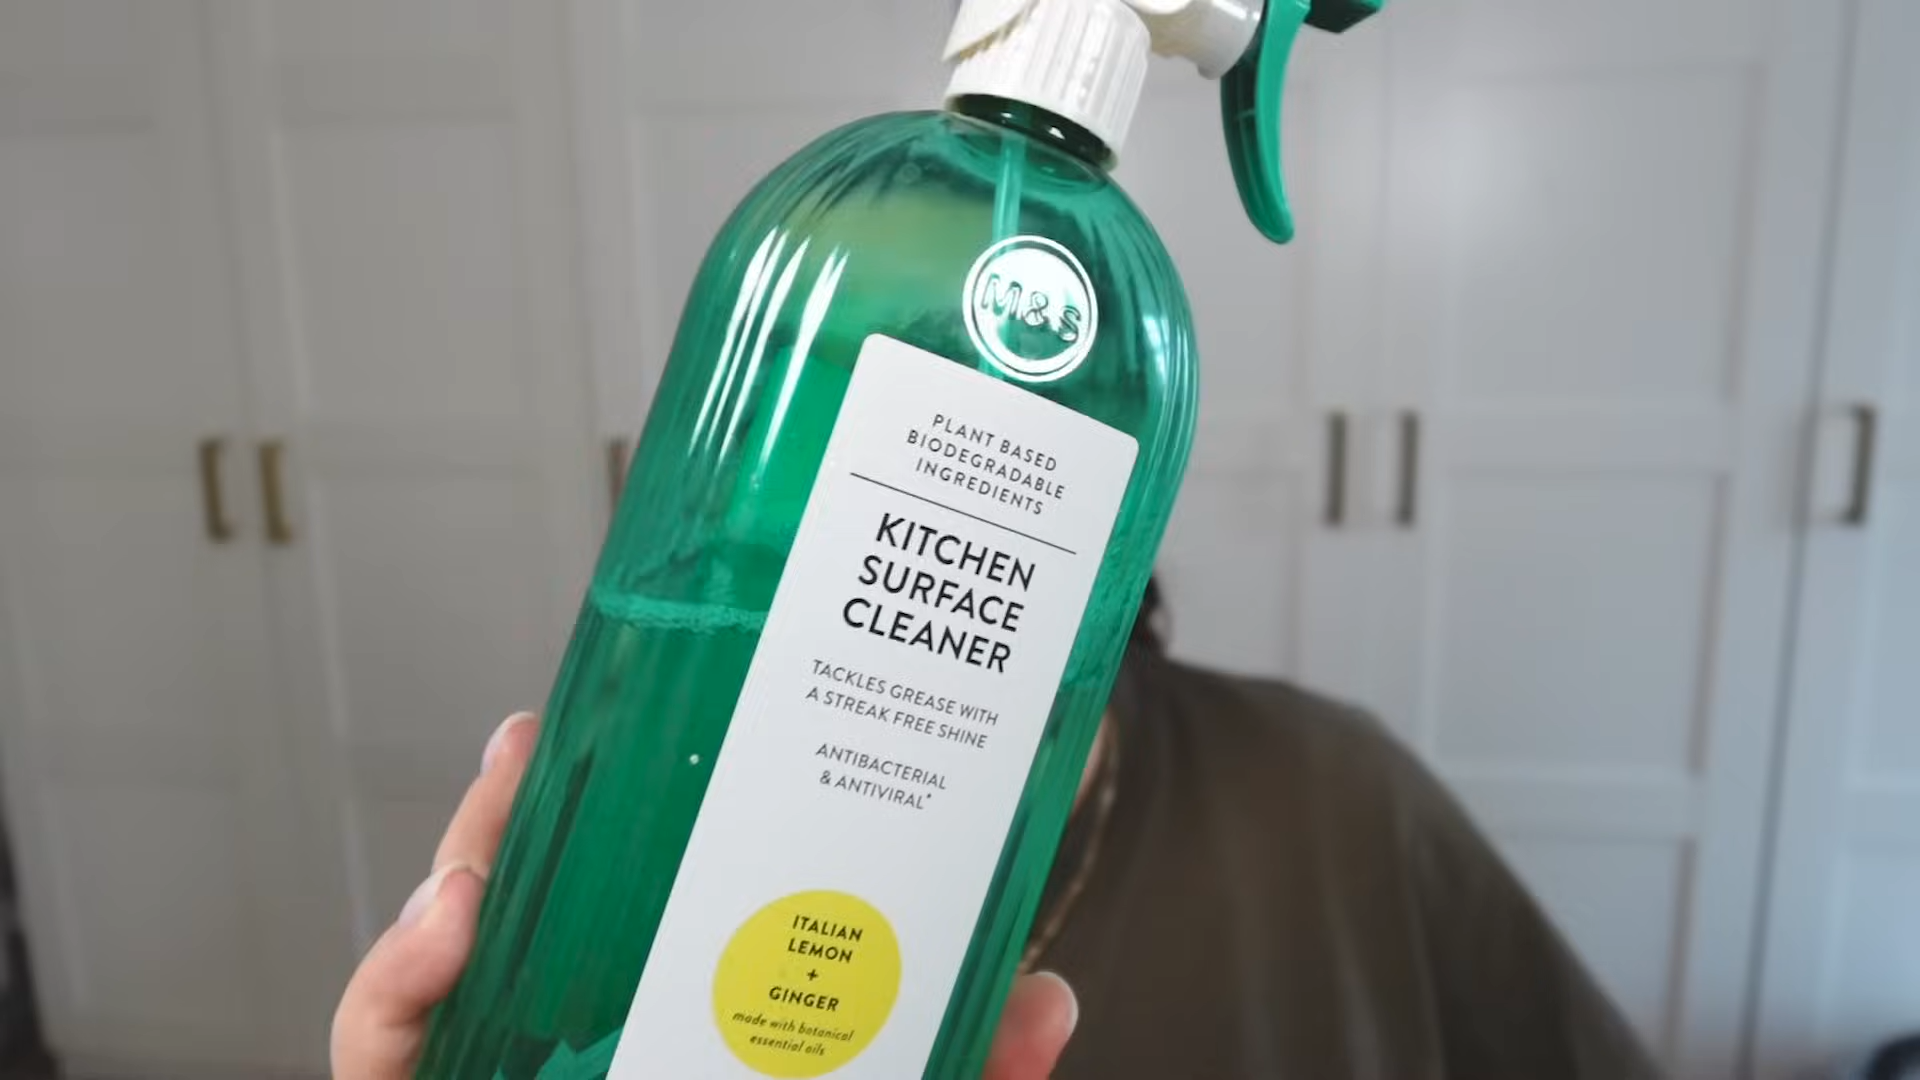 M&S
PLANT BASED
BIODEGRADABLE
INGREDIENTS
KITCHEN
SURFACE
CLEANER
TACKLES GREASE WITH
A STREAK FREE SHINE
ANTIBACTERIAL
& ANTIVIRAL*
ITALIAN
LEMON
+
GINGER
made with botanical
essential oils